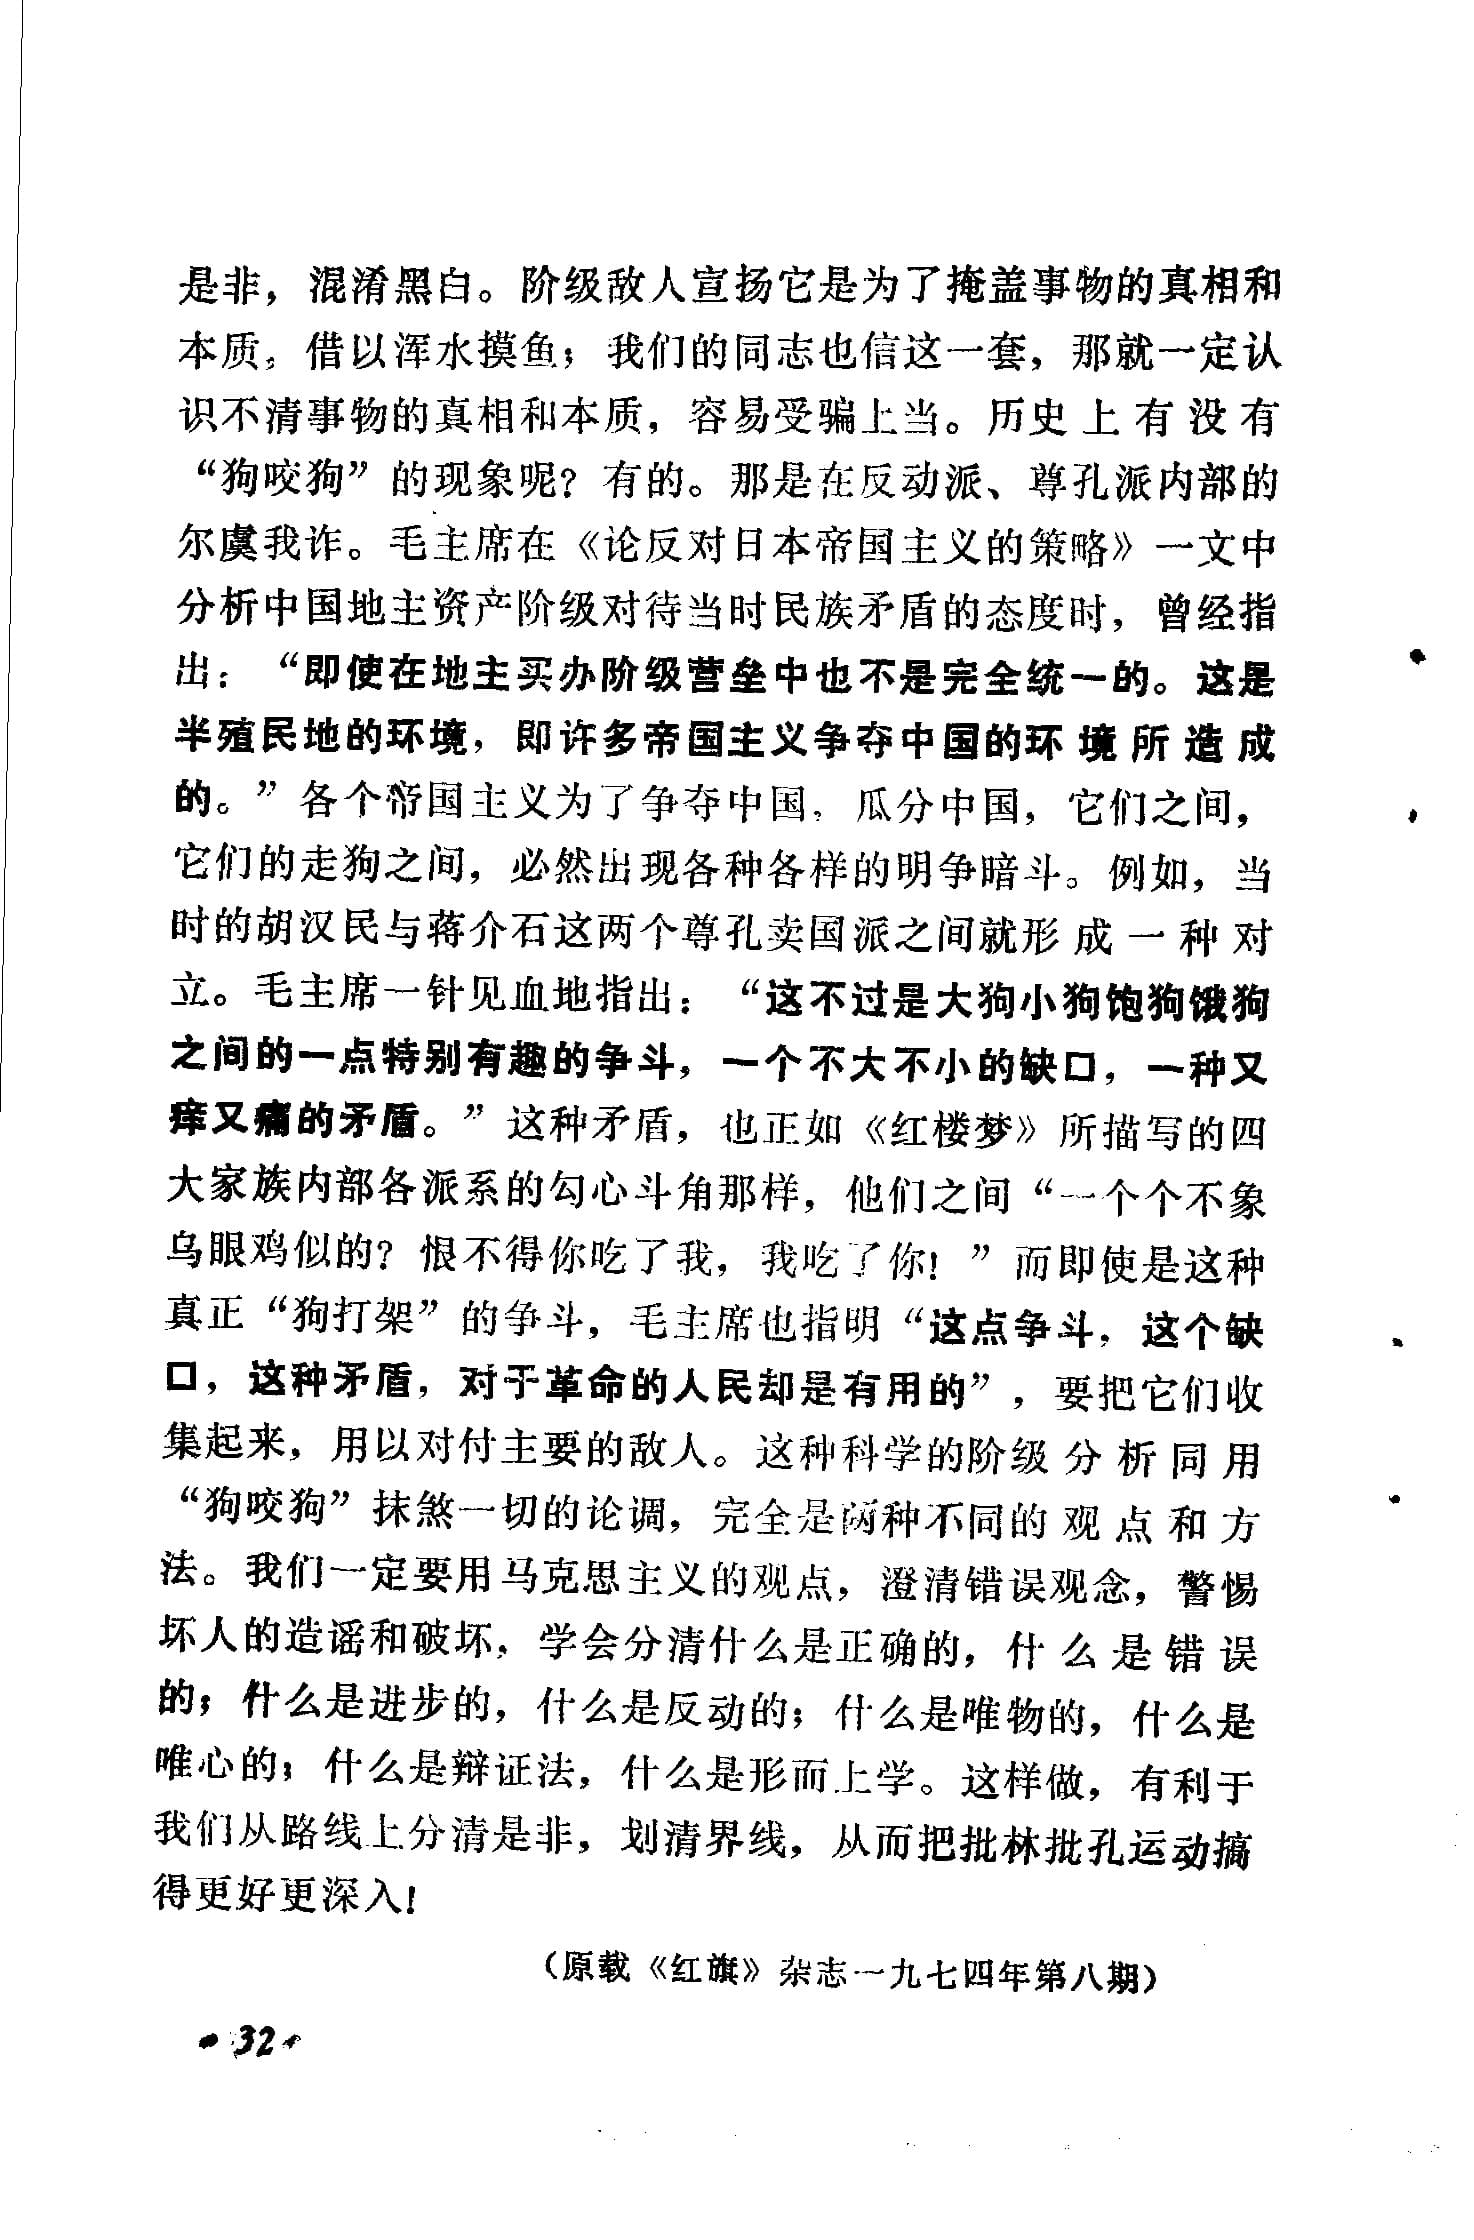 是非，混淆黑白。阶级敌人宣扬它是为了掩盖事物的真相和
本质，借以浑水摸鱼；我们的同志也信这一套，那就一定认
识不清事物的真相和本质，容易受骗上当。历史上有没有
“狗咬狗”的现象呢？有的。那是在反动派、尊孔派内部的
尔虞我诈。毛主席在《论反对日本帝国主义的策略》一文中
分析中国地主资产阶级对待当时民族矛盾的态度时，曾经指
出：“即使在地主买办阶级营垒中也不是完全统一的。这是
半殖民地的环境，即许多帝国主义争夺中国的环境所造成
的。”各个帝国主义为了争夺中国，瓜分中国，它们之间，
它们的走狗之间，必然出现各种各样的明争暗斗。例如，当
时的胡汉民与蒋介石这两个尊孔卖国派之间就形成一种对
立。毛主席一针见血地指出：“这不过是大狗小狗饱狗饿狗
之间的一点特别有趣的争斗，一个不大不小的缺口，一种又
痒又痛的矛盾。”这种矛盾，也正如《红楼梦》所描写的四
大家族内部各派系的勾心斗角那样，他们之间“一个个不象
乌眼鸡似的？恨不得你吃了我，我吃了你！”而即使是这种
真正“狗打架”的争斗，毛主席也指明“这点争斗，这个缺
口，这种矛盾，对于革命的人民却是有用的”，要把它们收
集起来，用以对付主要的敌人。这种科学的阶级分析同用
“狗咬狗”抹煞一切的论调，完全是两种不同的观点和方
法。我们一定要用马克思主义的观点，澄清错误观念，警惕
坏人的造谣和破坏，学会分清什么是正确的，什么是错误
的；什么是进步的，什么是反动的；什么是唯物的，什么是
唯心的；什么是辩证法，什么是形而上学。这样做，有利于
我们从路线上分清是非，划清界线，从而把批林批孔运动搞
得更好更深入！
（原载《红旗》杂志一九七四年第八期）
•32•